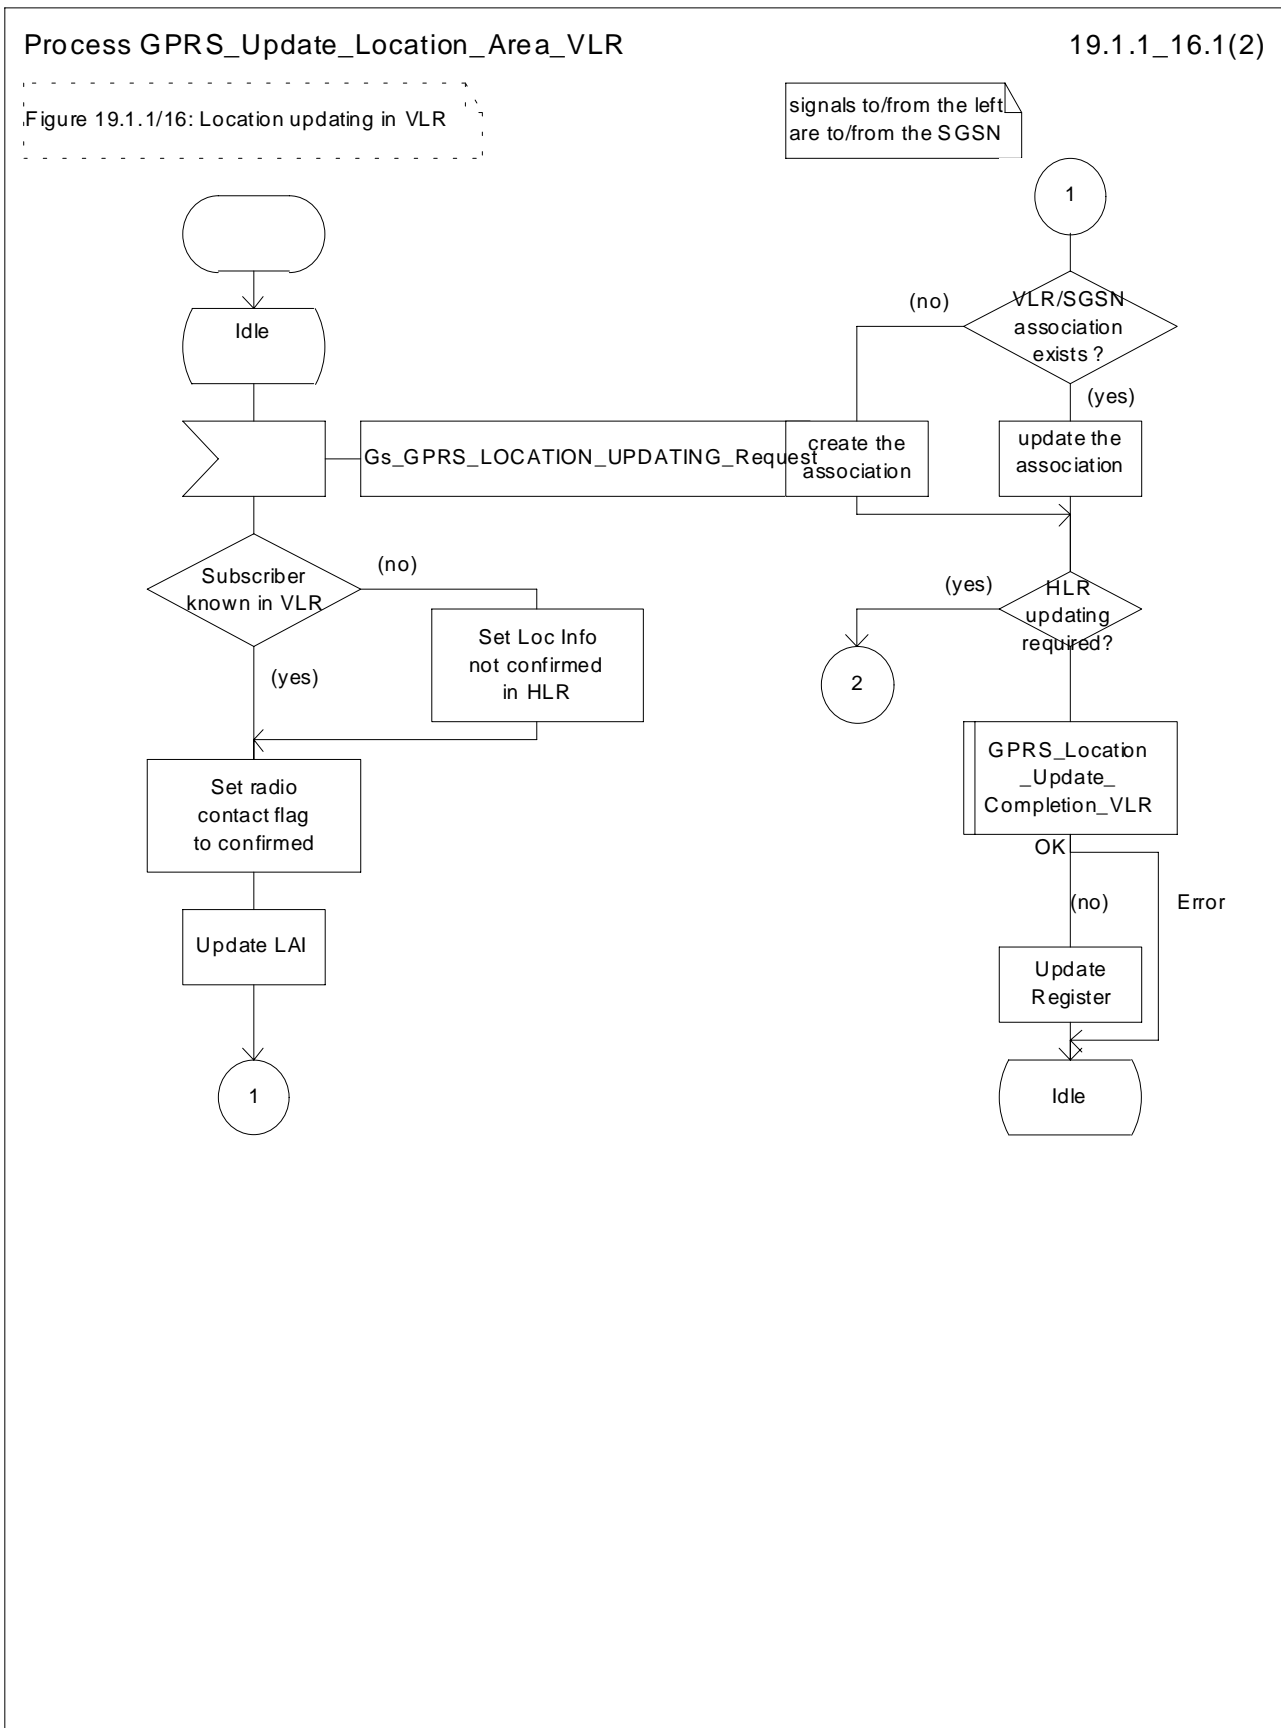 Process GPRS_Update_Location_Area_VLR
19.1.1_16.1(2)
Figure 19.1.1/16: Location updating in VLR
signals to/from the left
are to/from the SGSN
Idle
Gs_GPRS_LOCATION_UPDATING_Request
Subscriber
known in VLR
(no)
Set Loc Info
not confirmed
in HLR
(yes)
Set radio
contact flag
to confirmed
Update LAI
1
1
VLR/SGSN
association
exists ?
(no)
(yes)
create the
association
update the
association
HLR
updating
required?
(yes)
2
GPRS_Location
_Update_
Completion_VLR
OK
(no)
Error
Update
Register
Idle